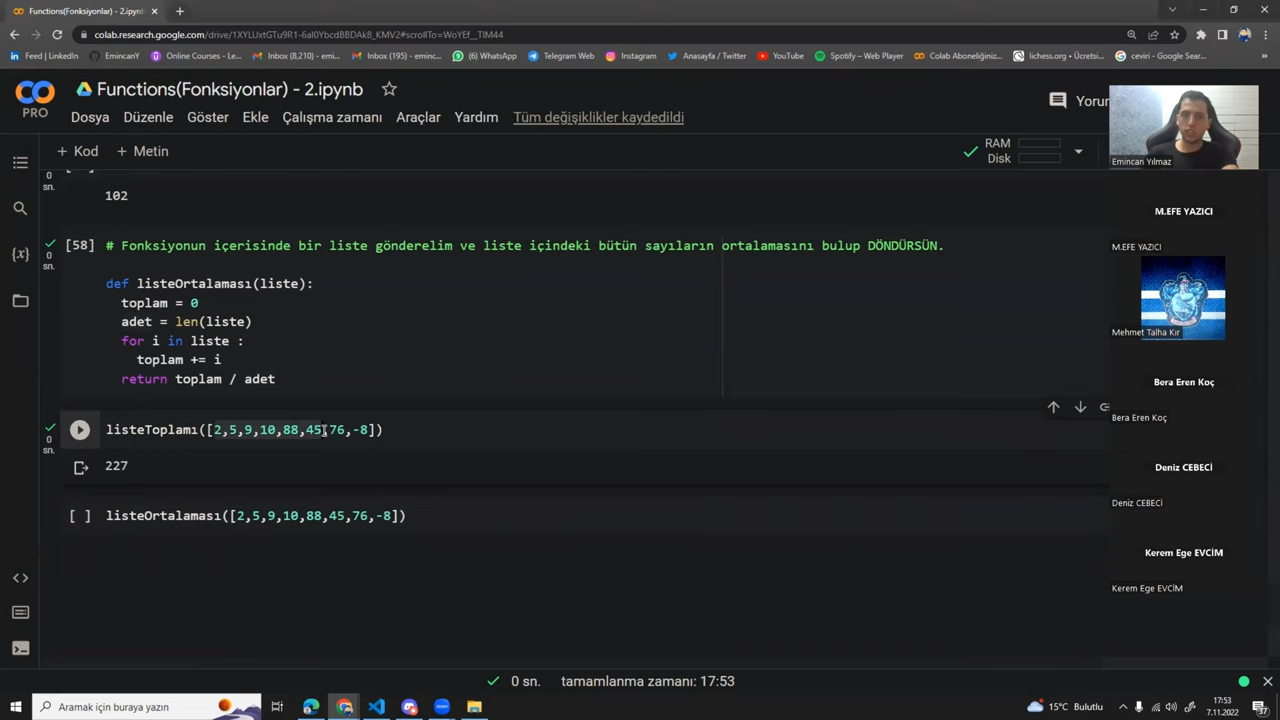 Functions(Fonksiyonlar) - 2.ipynb
colab.research.google.com/drive/1XYLUxtGTu9R1-6al0YbcdBBDAk8_KMV2#scrollTo=WoYEf__TIM44
Feed | LinkedIn
EmincanY
Online Courses - Le...
Inbox (8,210) - emi...
Inbox (195) - eminc...
(6) WhatsApp
Telegram Web
Instagram
Anasayfa / Twitter
YouTube
Spotify – Web Player
Colab Aboneliğiniz...
lichess.org • Ücretsi...
ceviri - Google Sear...
Functions(Fonksiyonlar) - 2.ipynb
PRO
Dosya Düzenle Göster Ekle Çalışma zamanı Araçlar Yardım Tüm değişiklikler kaydedildi
Yorum
+ Kod + Metin
RAM
Disk
Emincan Yılmaz
0
sn.
102
M.EFE YAZICI
M.EFE YAZICI
Mehmet Talha Kır
Bera Eren Koç
Bera Eren Koç
Deniz CEBECİ
Deniz CEBECİ
Kerem Ege EVCİM
Kerem Ege EVCİM
0
sn.
[58] # Fonksiyonun içerisinde bir liste gönderelim ve liste içindeki bütün sayıların ortalamasını bulup DÖNDÜRSÜN.
def listeOrtalaması(liste):
toplam = 0
adet = len(liste)
for i in liste :
toplam += i
return toplam / adet
0
sn.
listeToplamı([2,5,9,10,88,45,76,-8])
227
[ ] listeOrtalaması([2,5,9,10,88,45,76,-8])
0 sn. tamamlanma zamanı: 17:53
Aramak için buraya yazın
15°C Bulutlu
17:53
7.11.2022
37